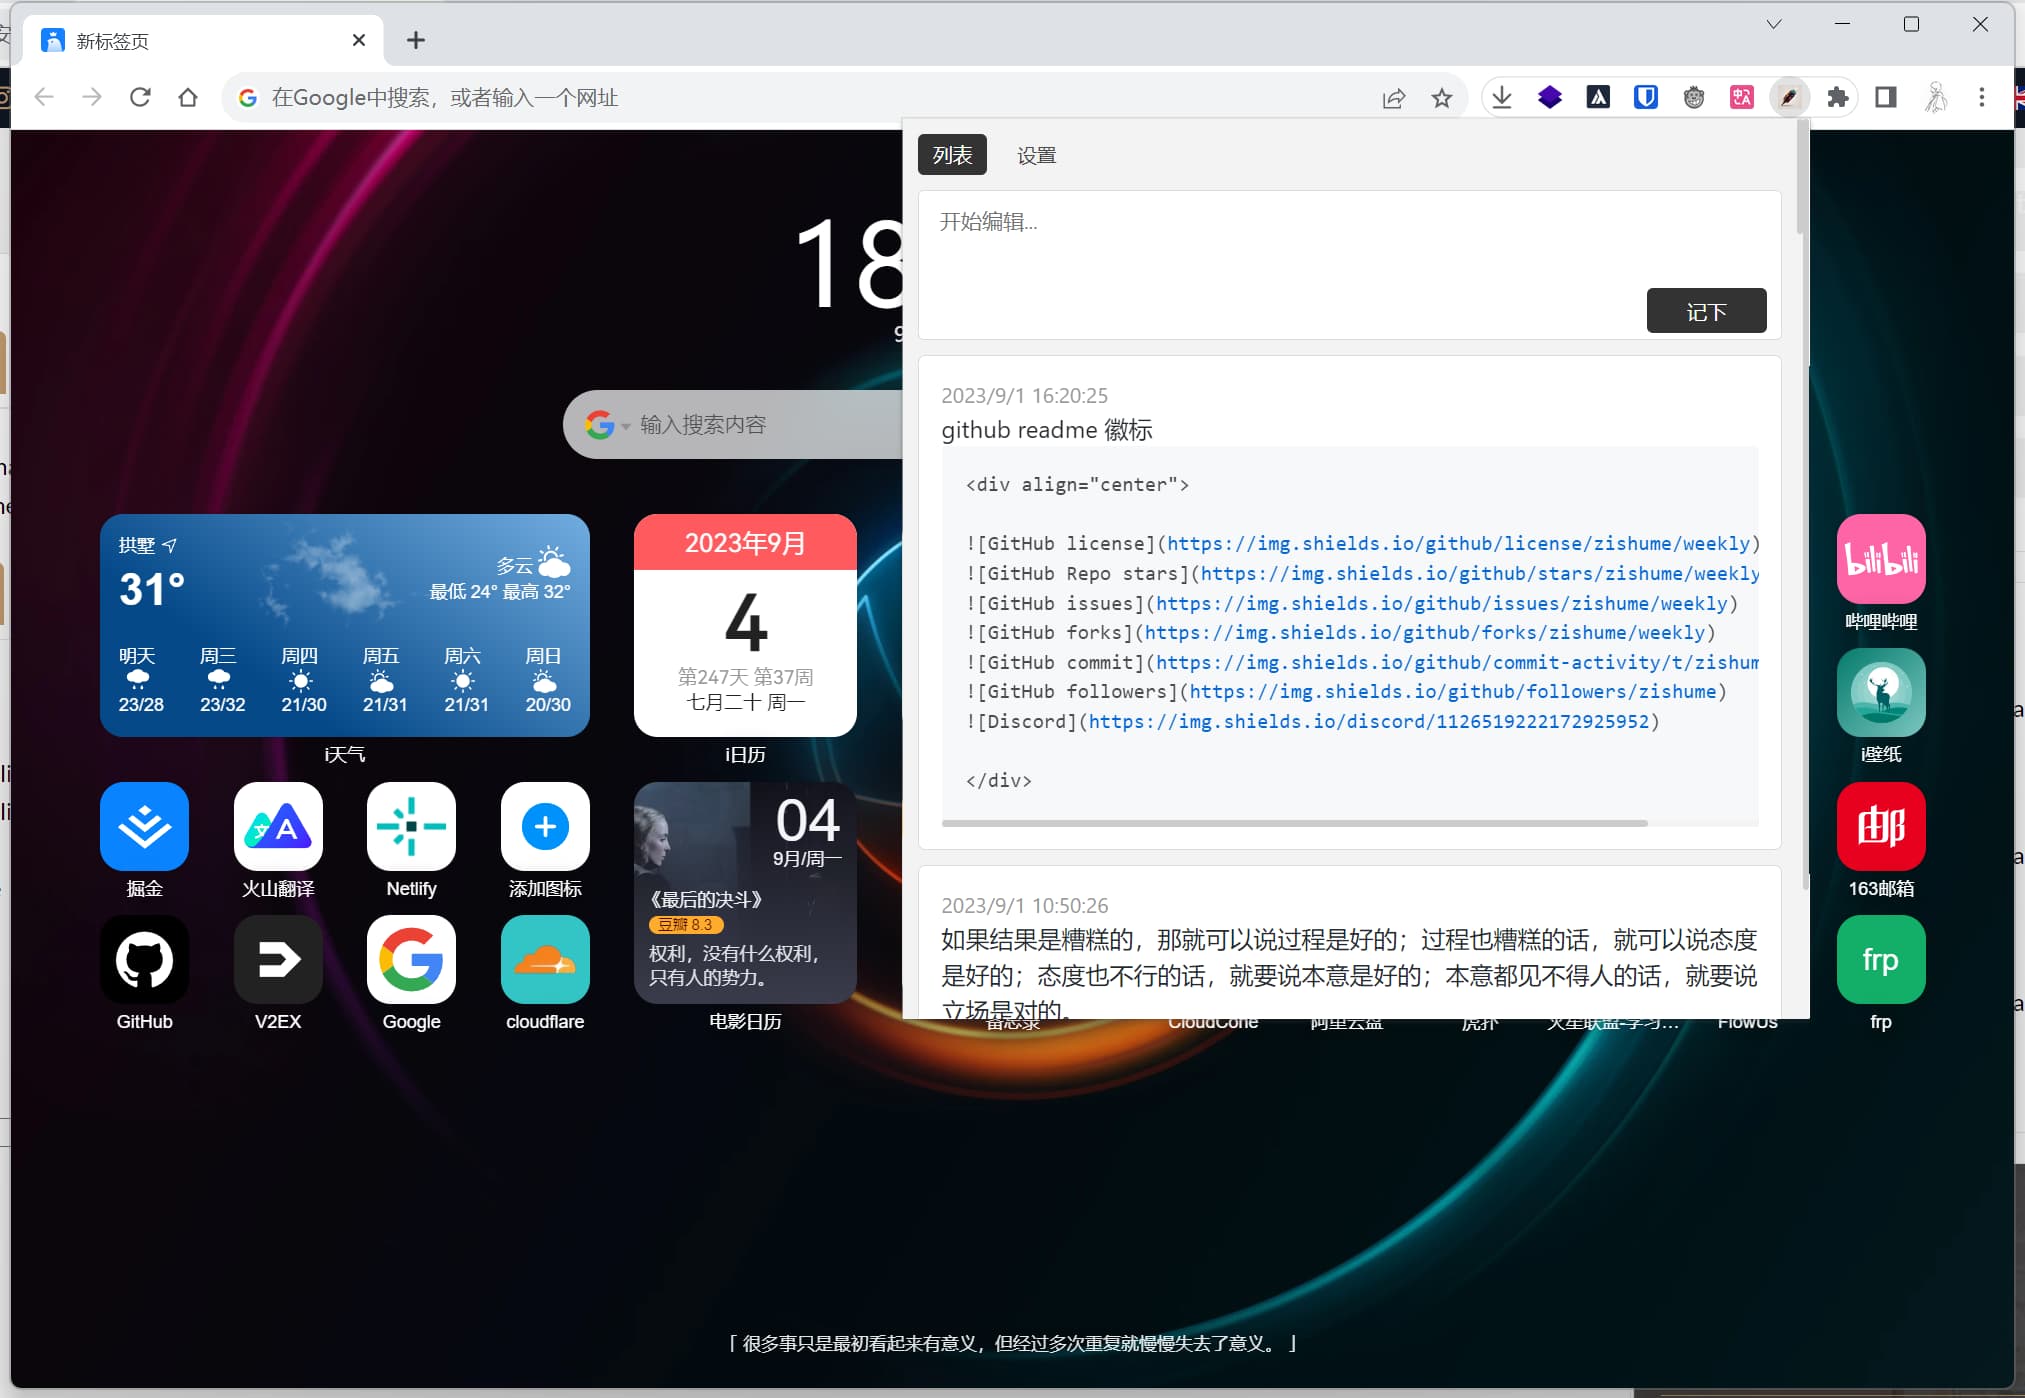 新标签页
在Google中搜索，或者输入一个网址
列表 设置
开始编辑...
记下
2023/9/1 16:20:25
github readme 徽标
<div align="center">
![GitHub license](https://img.shields.io/github/license/zishume/weekly)
![GitHub Repo stars](https://img.shields.io/github/stars/zishume/weekly
![GitHub issues](https://img.shields.io/github/issues/zishume/weekly)
![GitHub forks](https://img.shields.io/github/forks/zishume/weekly)
![GitHub commit](https://img.shields.io/github/commit-activity/t/zishum
![GitHub followers](https://img.shields.io/github/followers/zishume)
![Discord](https://img.shields.io/discord/1126519222172925952)
</div>
2023/9/1 10:50:26
如果结果是糟糕的，那就可以说过程是好的；过程也糟糕的话，就可以说态度
是好的；态度也不行的话，就要说本意是好的；本意都见不得人的话，就要说
立场是对的。
18
9
输入搜索内容
拱墅
31°
多云
最低 24° 最高 32°
明天 周三 周四 周五 周六 周日
23/28 23/32 21/30 21/31 21/31 20/30
i天气
2023年9月
4
第247天 第37周
七月二十 周一
i日历
bilibili
哔哩哔哩
i壁纸
掘金
文 A
火山翻译
Netlify
添加图标
04
9月/周一
《最后的决斗》
豆瓣 8.3
权利，没有什么权利，
只有人的势力。
电影日历
邮
163邮箱
GitHub
V2EX
Google
cloudflare
备忘录
CloudCone
阿里云盘
虎扑
火星联盟-学习...
FlowUs
frp
frp
「 很多事只是最初看起来有意义，但经过多次重复就慢慢失去了意义。 」